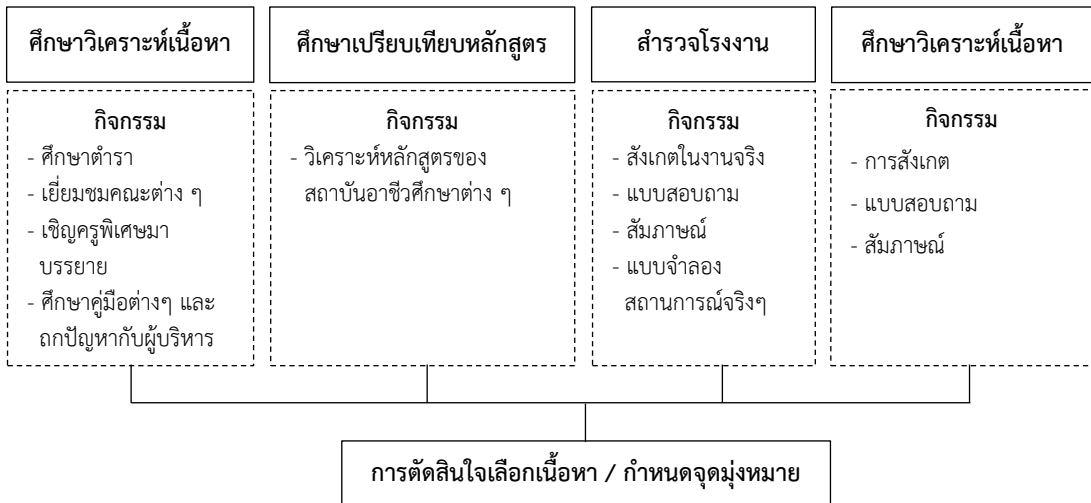 ศึกษาวิเคราะห์เนื้อหา
กิจกรรม
- ศึกษาตำรา
- เยี่ยมชมคณะต่าง ๆ
- เชิญครูพิเศษมา
บรรยาย
- ศึกษาคู่มือต่างๆ และ
ถกปัญหากับผู้บริหาร
ศึกษาเปรียบเทียบหลักสูตร
กิจกรรม
- วิเคราะห์หลักสูตรของ
สถาบันอาชีวศึกษาต่าง ๆ
สำรวจโรงงาน
กิจกรรม
- สังเกตในงานจริง
- แบบสอบถาม
- สัมภาษณ์
- แบบจำลอง
สถานการณ์จริงๆ
ศึกษาวิเคราะห์เนื้อหา
กิจกรรม
- การสังเกต
- แบบสอบถาม
- สัมภาษณ์
การตัดสินใจเลือกเนื้อหา / กำหนดจุดมุ่งหมาย